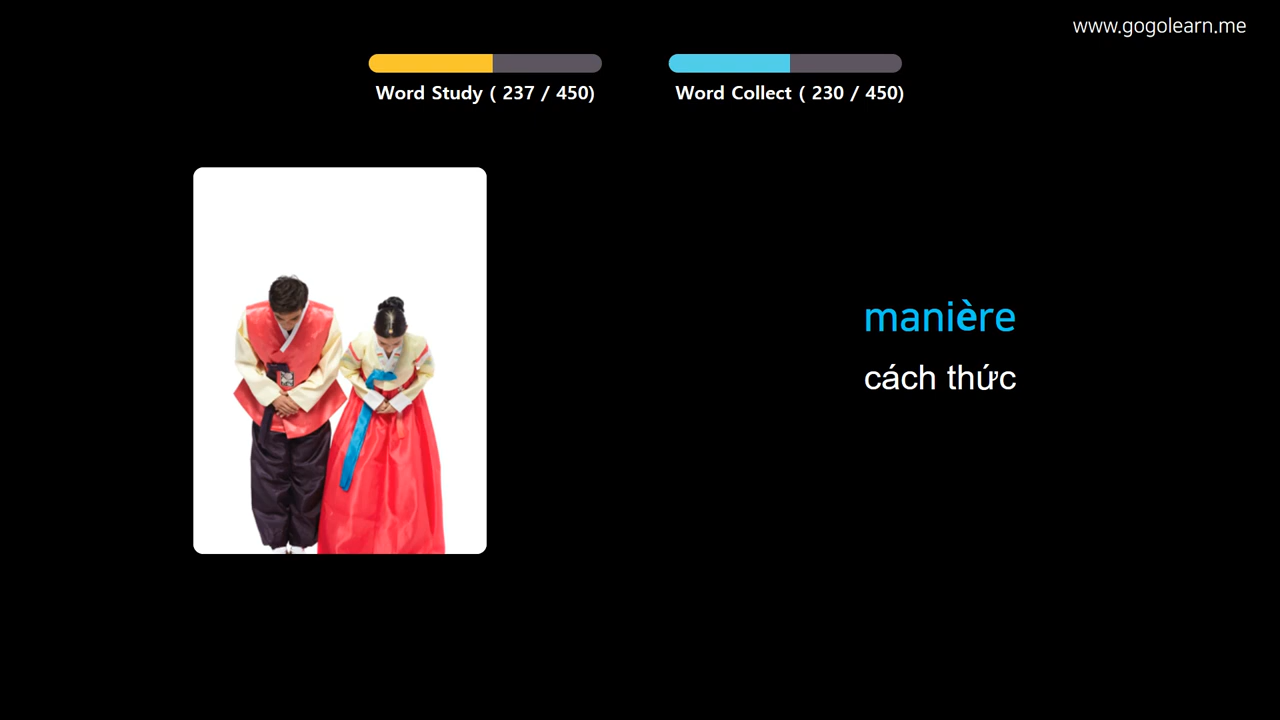 www.gogolearn.me
Word Study ( 237 / 450)
Word Collect ( 230 / 450)
manière
cách thức